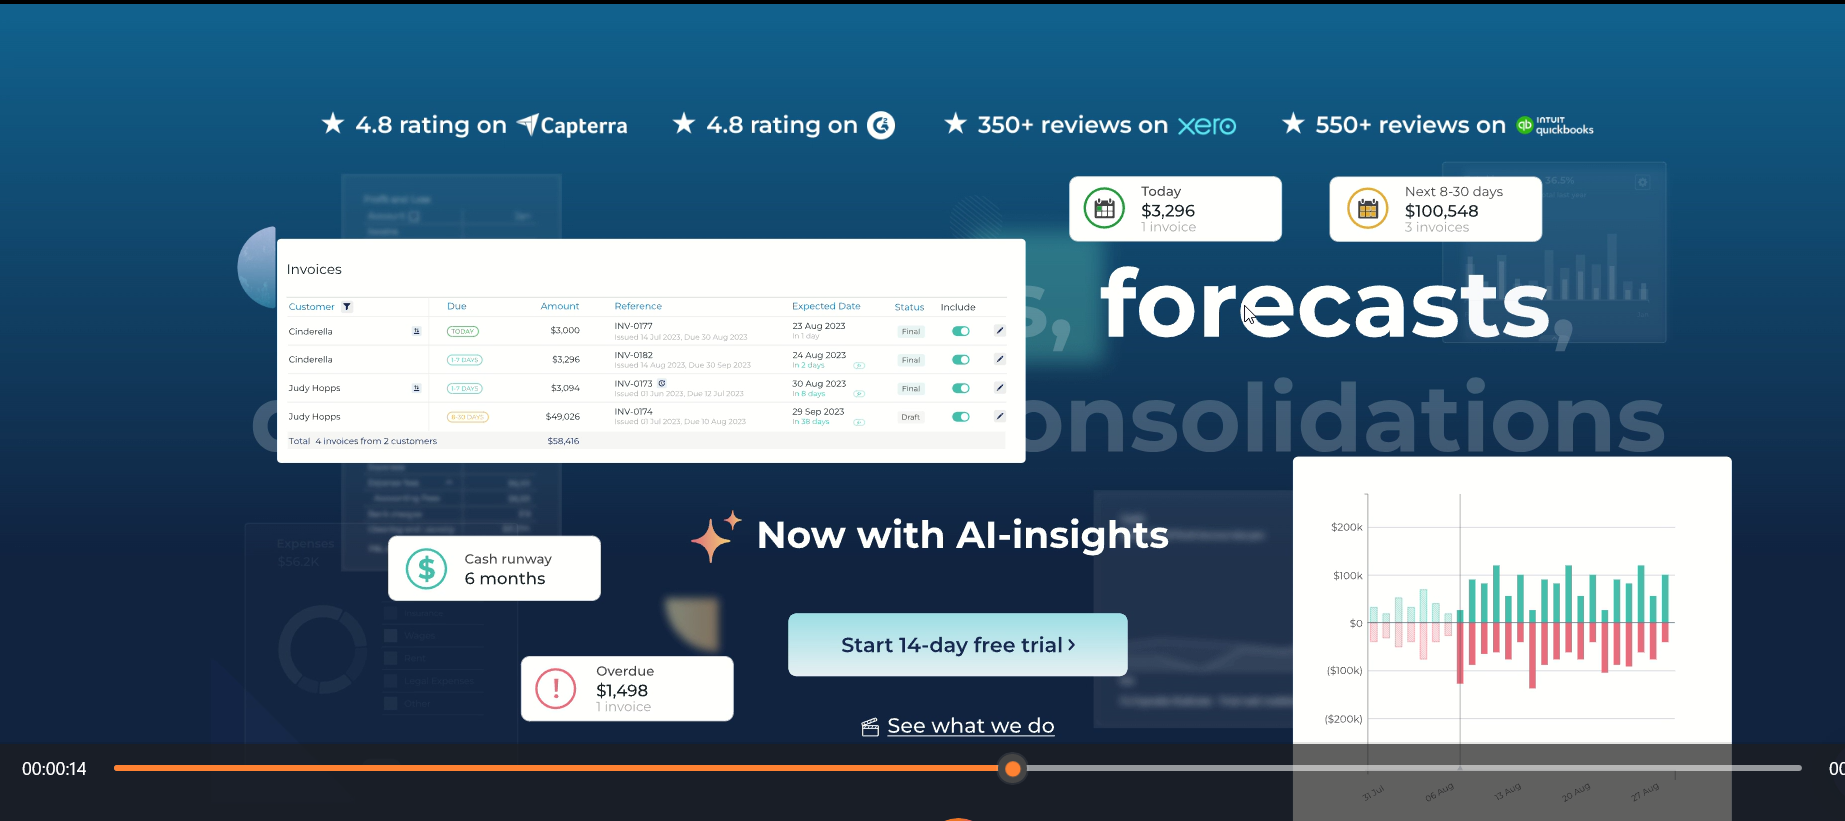 ★ 4.8 rating on Capterra
★ 4.8 rating on G2
★ 350+ reviews on xero
★ 550+ reviews on qb INTUIT quickbooks
Today
$3,296
1 invoice
Next 8-30 days
$100,548
3 invoices
36.5%
s, forecasts,
consolidations
Invoices
Customer Due Amount Reference Expected Date Status Include
Cinderella TODAY $3,000 INV-0177 23 Aug 2023 Final
Issued 14 Jul 2023, Due 30 Aug 2023 In 1 day
Cinderella 1-7 DAYS $3,296 INV-0182 24 Aug 2023 Final
Issued 14 Aug 2023, Due 30 Sep 2023 In 2 days
Judy Hopps 1-7 DAYS $3,094 INV-0173 30 Aug 2023 Final
Issued 01 Jun 2023, Due 12 Jul 2023 In 8 days
Judy Hopps 8-30 DAYS $49,026 INV-0174 29 Sep 2023 Draft
Issued 01 Jul 2023, Due 10 Aug 2023 In 38 days
Total 4 invoices from 2 customers $58,416
Now with AI-insights
Expenses
$56.2K
Cash runway
6 months
Start 14-day free trial ›
Overdue
$1,498
1 invoice
See what we do
$200k
$100k
$0
($100k)
($200k)
31 Jul 06 Aug 13 Aug 20 Aug 27 Aug
00:00:14
00